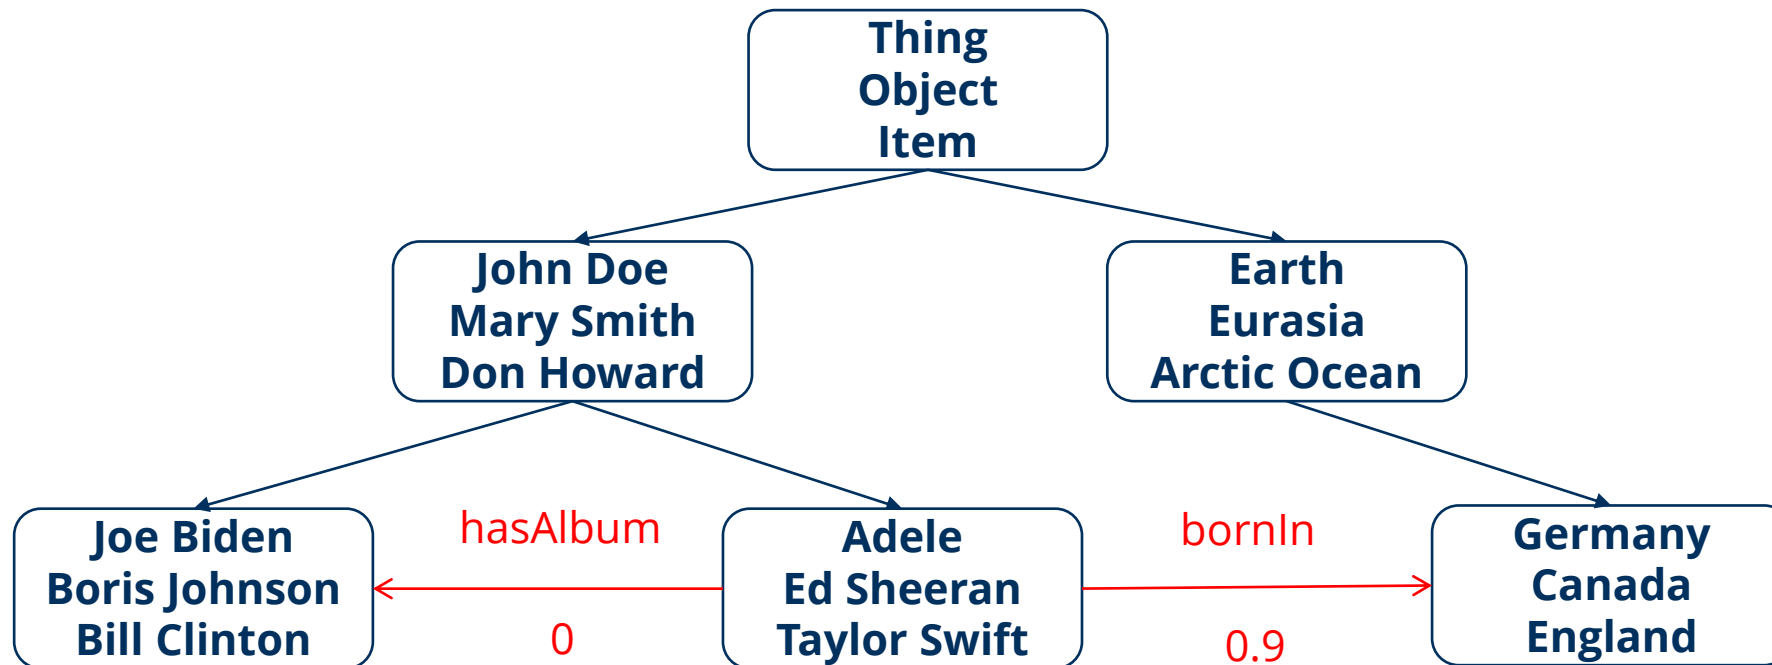 Thing
Object
Item
John Doe
Mary Smith
Don Howard
Earth
Eurasia
Arctic Ocean
Joe Biden
Boris Johnson
Bill Clinton
hasAlbum
0
Adele
Ed Sheeran
Taylor Swift
bornIn
0.9
Germany
Canada
England